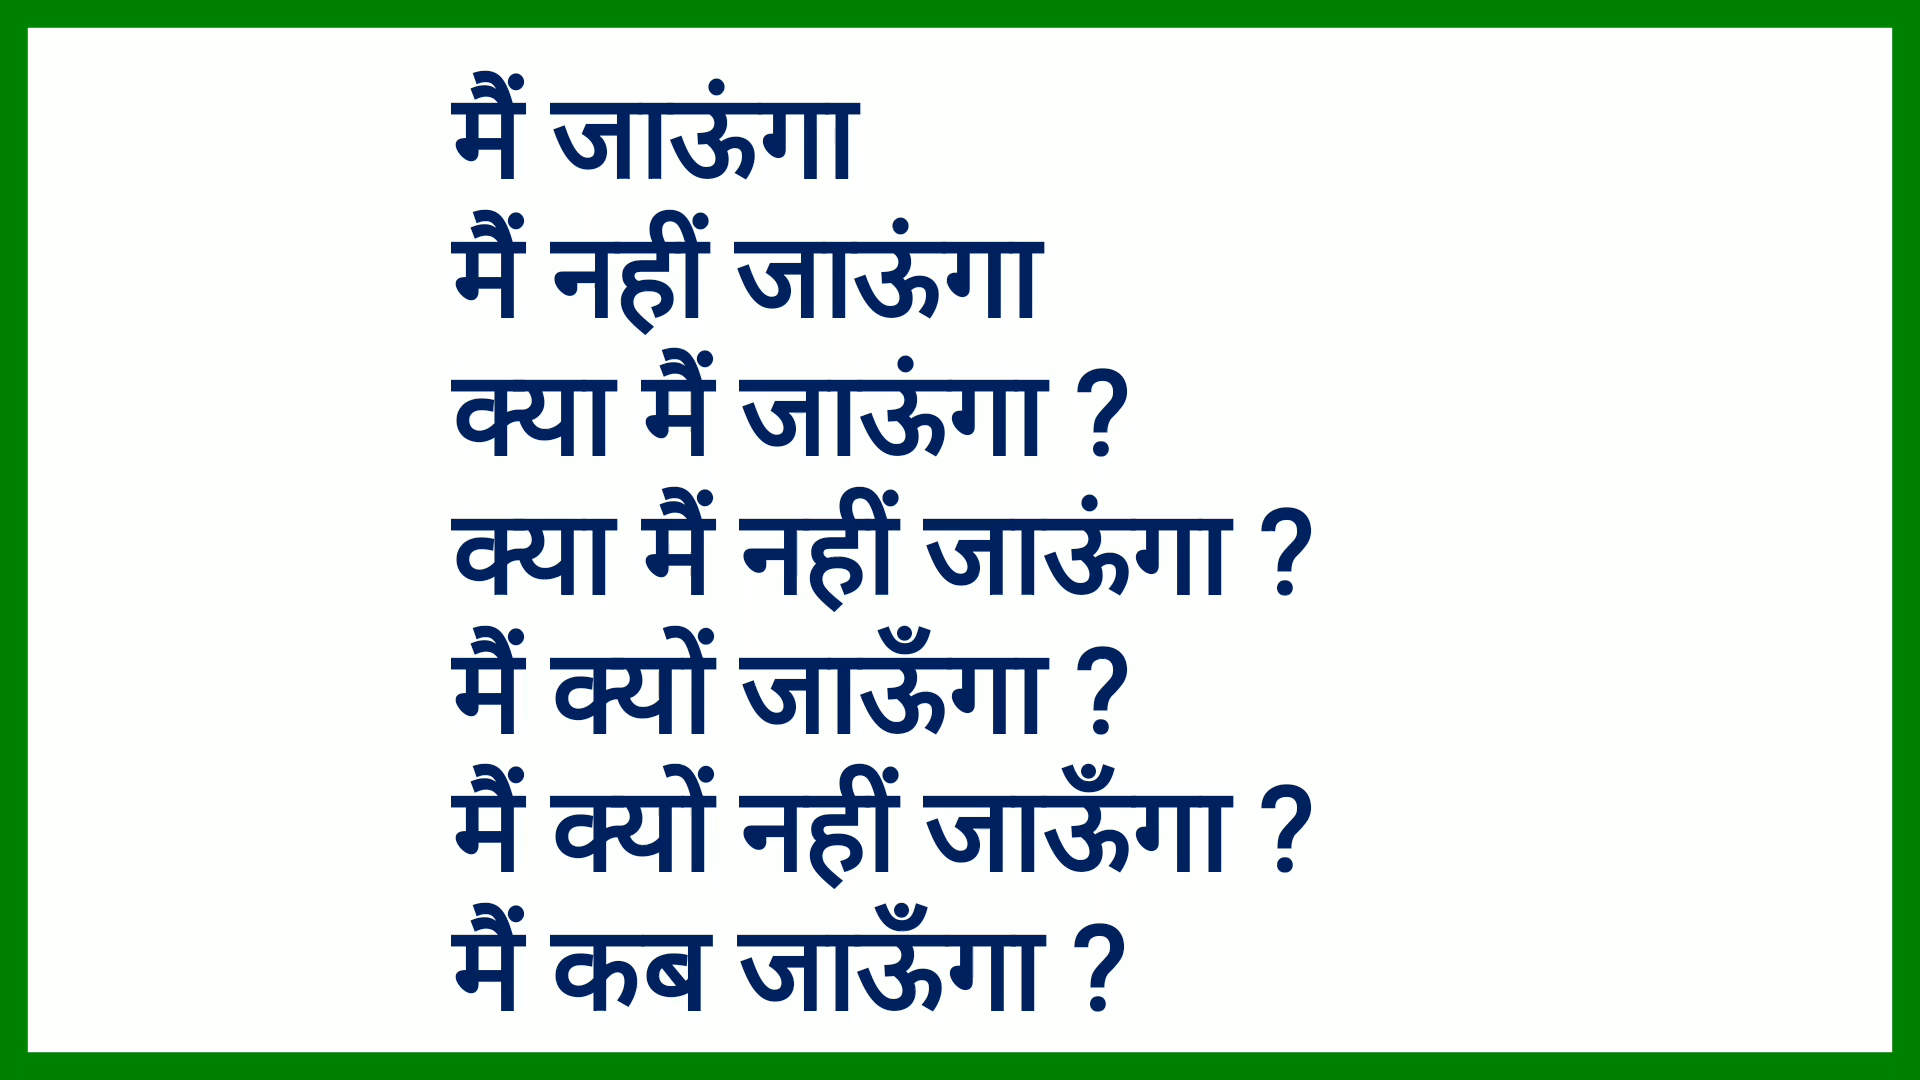 मैं जाऊंगा
मैं नहीं जाऊंगा
क्या मैं जाऊंगा ?
क्या मैं नहीं जाऊंगा ?
मैं क्यों जाऊँगा ?
मैं क्यों नहीं जाऊँगा ?
मैं कब जाऊँगा ?